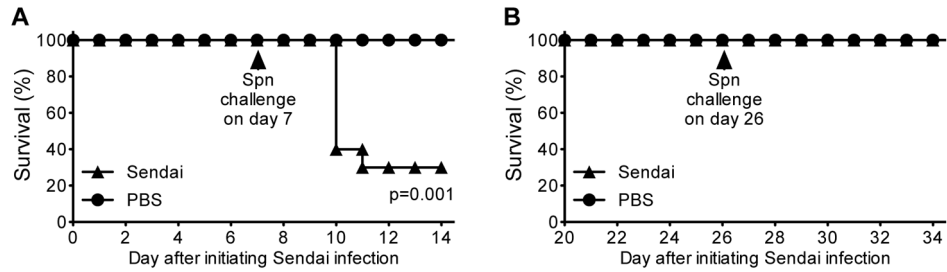 A
Survival (%)
100
80
60
40
20
0
Spn
challenge
on day 7
Sendai
PBS
p=0.001
0 2 4 6 8 10 12 14
Day after initiating Sendai infection
B
Survival (%)
100
80
60
40
20
0
Spn
challenge
on day 26
Sendai
PBS
20 22 24 26 28 30 32 34
Day after initiating Sendai infection